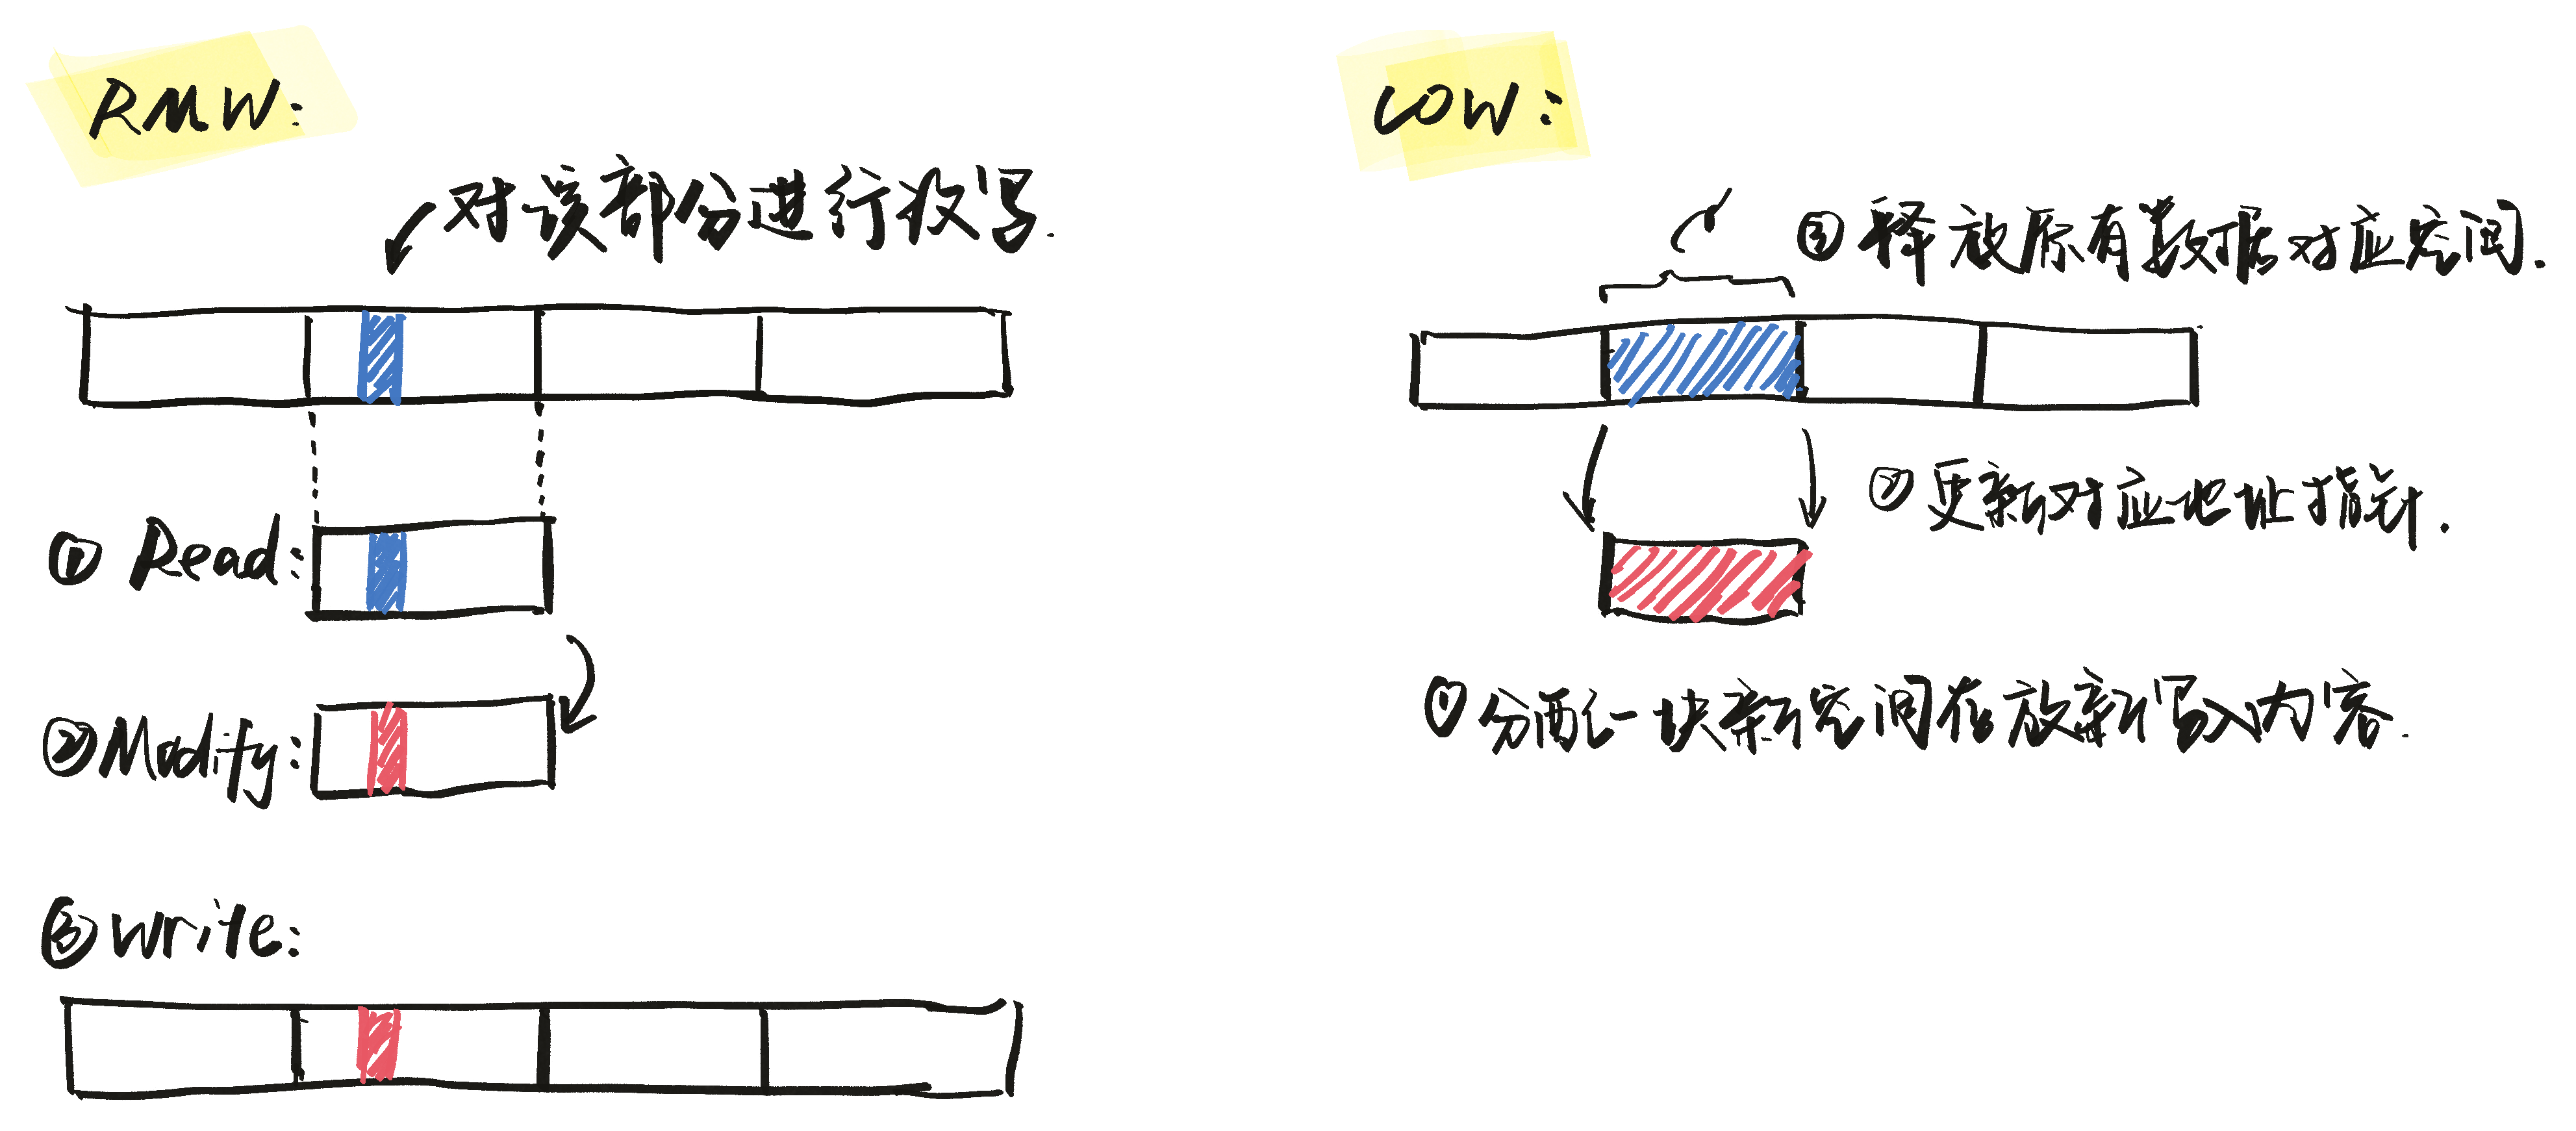 RMW:
对该部分进行改写.
① Read:
② Modify:
③ write:
COW:
③ 释放原有数据对应空间.
② 更新对应地址指针.
① 分配一块新空间存放新写入内容.